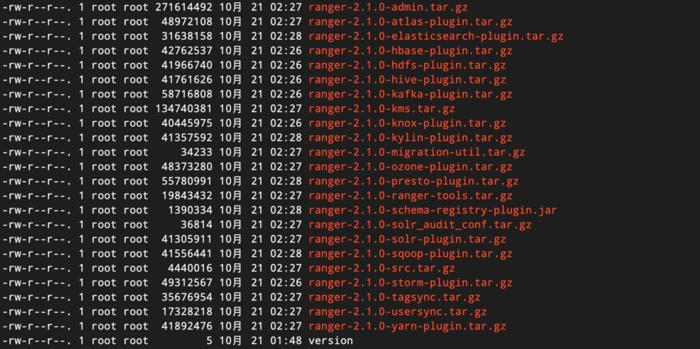 -rw-r--r--. 1 root root 271614492 10月 21 02:27 ranger-2.1.0-admin.tar.gz
-rw-r--r--. 1 root root  48972108 10月 21 02:27 ranger-2.1.0-atlas-plugin.tar.gz
-rw-r--r--. 1 root root  31638158 10月 21 02:28 ranger-2.1.0-elasticsearch-plugin.tar.gz
-rw-r--r--. 1 root root  42762537 10月 21 02:26 ranger-2.1.0-hbase-plugin.tar.gz
-rw-r--r--. 1 root root  41966740 10月 21 02:26 ranger-2.1.0-hdfs-plugin.tar.gz
-rw-r--r--. 1 root root  41761626 10月 21 02:26 ranger-2.1.0-hive-plugin.tar.gz
-rw-r--r--. 1 root root  58716808 10月 21 02:26 ranger-2.1.0-kafka-plugin.tar.gz
-rw-r--r--. 1 root root 134740381 10月 21 02:27 ranger-2.1.0-kms.tar.gz
-rw-r--r--. 1 root root  40445975 10月 21 02:26 ranger-2.1.0-knox-plugin.tar.gz
-rw-r--r--. 1 root root  41357592 10月 21 02:28 ranger-2.1.0-kylin-plugin.tar.gz
-rw-r--r--. 1 root root     34233 10月 21 02:27 ranger-2.1.0-migration-util.tar.gz
-rw-r--r--. 1 root root  48373280 10月 21 02:27 ranger-2.1.0-ozone-plugin.tar.gz
-rw-r--r--. 1 root root  55780991 10月 21 02:28 ranger-2.1.0-presto-plugin.tar.gz
-rw-r--r--. 1 root root  19843432 10月 21 02:27 ranger-2.1.0-ranger-tools.tar.gz
-rw-r--r--. 1 root root   1390334 10月 21 02:28 ranger-2.1.0-schema-registry-plugin.jar
-rw-r--r--. 1 root root     36814 10月 21 02:27 ranger-2.1.0-solr_audit_conf.tar.gz
-rw-r--r--. 1 root root  41305911 10月 21 02:27 ranger-2.1.0-solr-plugin.tar.gz
-rw-r--r--. 1 root root  41556441 10月 21 02:28 ranger-2.1.0-sqoop-plugin.tar.gz
-rw-r--r--. 1 root root   4440016 10月 21 02:27 ranger-2.1.0-src.tar.gz
-rw-r--r--. 1 root root  49312567 10月 21 02:26 ranger-2.1.0-storm-plugin.tar.gz
-rw-r--r--. 1 root root  35676954 10月 21 02:27 ranger-2.1.0-tagsync.tar.gz
-rw-r--r--. 1 root root  17328218 10月 21 02:27 ranger-2.1.0-usersync.tar.gz
-rw-r--r--. 1 root root  41892476 10月 21 02:27 ranger-2.1.0-yarn-plugin.tar.gz
-rw-r--r--. 1 root root         5 10月 21 01:48 version